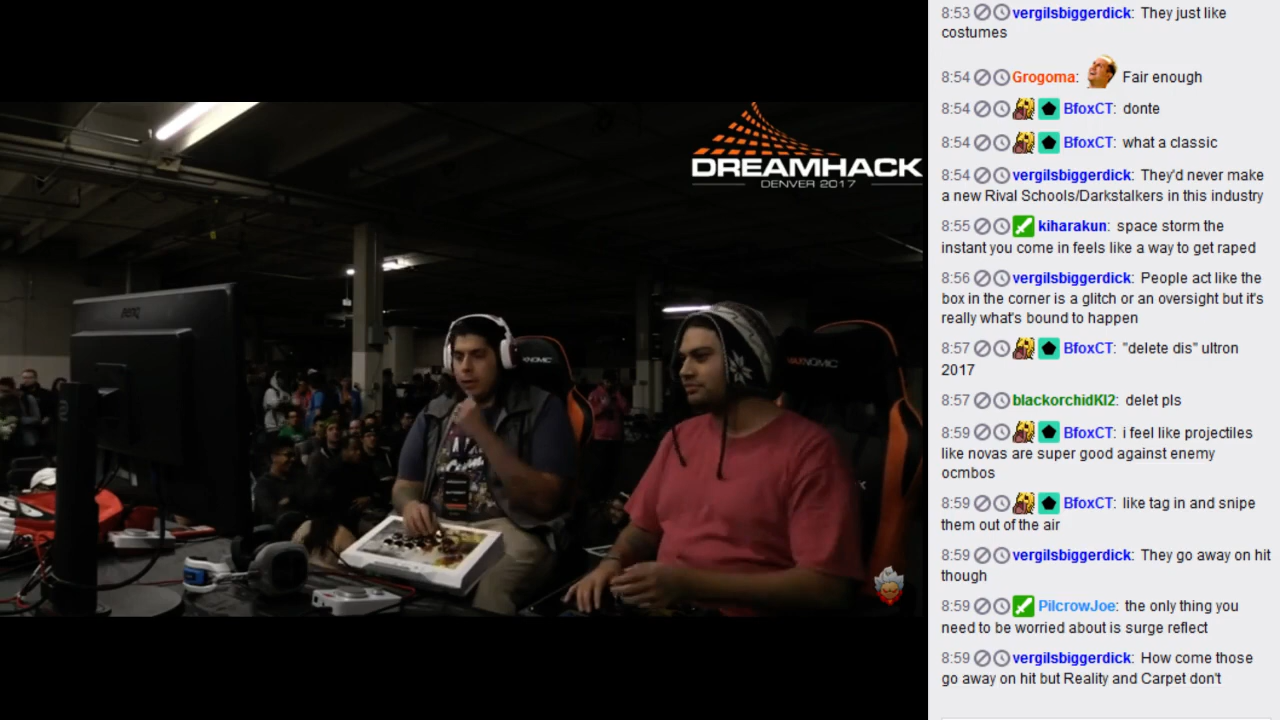 DREAMHACK
DENVER 2017
BenQ
MAXNOMIC
8:53 vergilsbiggerdick: They just like
costumes
8:54 Grogoma: Fair enough
8:54 BfoxCT: donte
8:54 BfoxCT: what a classic
8:54 vergilsbiggerdick: They'd never make
a new Rival Schools/Darkstalkers in this industry
8:55 kiharakun: space storm the
instant you come in feels like a way to get raped
8:56 vergilsbiggerdick: People act like the
box in the corner is a glitch or an oversight but it's
really what's bound to happen
8:57 BfoxCT: "delete dis" ultron
2017
8:57 blackorchidKI2: delet pls
8:59 BfoxCT: i feel like projectiles
like novas are super good against enemy
ocmbos
8:59 BfoxCT: like tag in and snipe
them out of the air
8:59 vergilsbiggerdick: They go away on hit
though
8:59 PilcrowJoe: the only thing you
need to be worried about is surge reflect
8:59 vergilsbiggerdick: How come those
go away on hit but Reality and Carpet don't